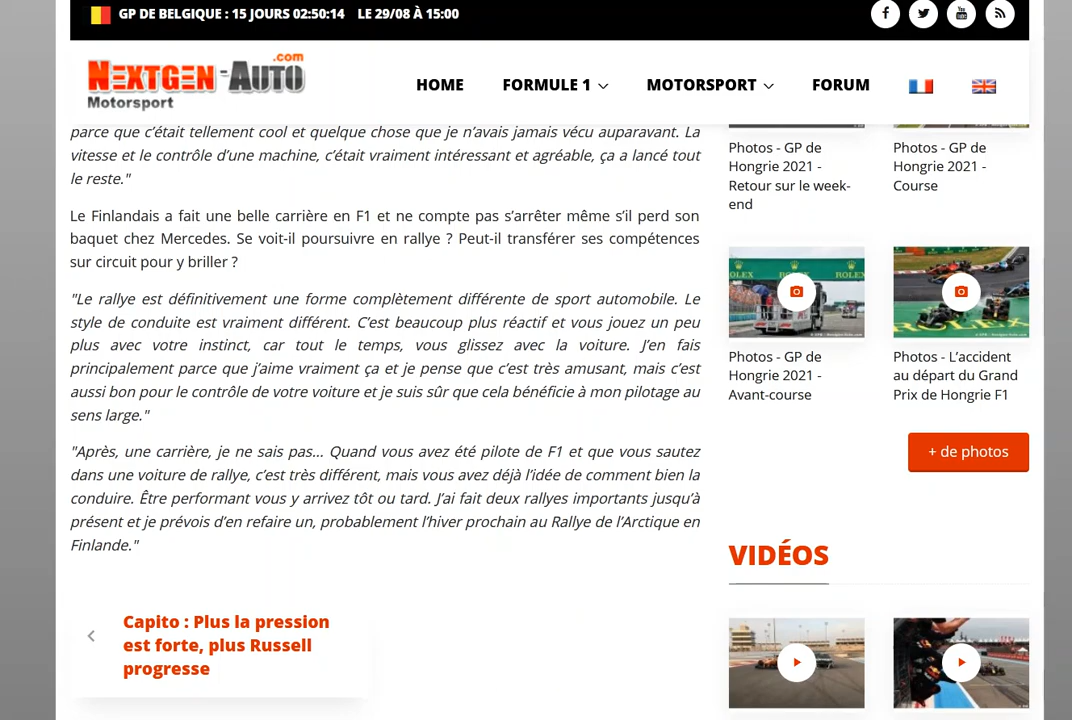 GP DE BELGIQUE : 15 JOURS 02:50:14 LE 29/08 À 15:00
You Tube
NEXTGEN-AUTO .com
Motorsport
HOME FORMULE 1 MOTORSPORT FORUM
parce que c’était tellement cool et quelque chose que je n’avais jamais vécu auparavant. La
vitesse et le contrôle d’une machine, c’était vraiment intéressant et agréable, ça a lancé tout
le reste."
Le Finlandais a fait une belle carrière en F1 et ne compte pas s’arrêter même s’il perd son
baquet chez Mercedes. Se voit-il poursuivre en rallye ? Peut-il transférer ses compétences
sur circuit pour y briller ?
"Le rallye est définitivement une forme complètement différente de sport automobile. Le
style de conduite est vraiment différent. C’est beaucoup plus réactif et vous jouez un peu
plus avec votre instinct, car tout le temps, vous glissez avec la voiture. J’en fais
principalement parce que j’aime vraiment ça et je pense que c’est très amusant, mais c’est
aussi bon pour le contrôle de votre voiture et je suis sûr que cela bénéficie à mon pilotage au
sens large."
"Après, une carrière, je ne sais pas... Quand vous avez été pilote de F1 et que vous sautez
dans une voiture de rallye, c’est très différent, mais vous avez déjà l’idée de comment bien la
conduire. Être performant vous y arrivez tôt ou tard. J’ai fait deux rallyes importants jusqu’à
présent et je prévois d’en refaire un, probablement l’hiver prochain au Rallye de l’Arctique en
Finlande."
Capito : Plus la pression
est forte, plus Russell
progresse
Photos - GP de
Hongrie 2021 -
Retour sur le week-
end
Photos - GP de
Hongrie 2021 -
Course
ROLEX ROLEX
Photos - GP de
Hongrie 2021 -
Avant-course
Photos - L’accident
au départ du Grand
Prix de Hongrie F1
+ de photos
VIDÉOS